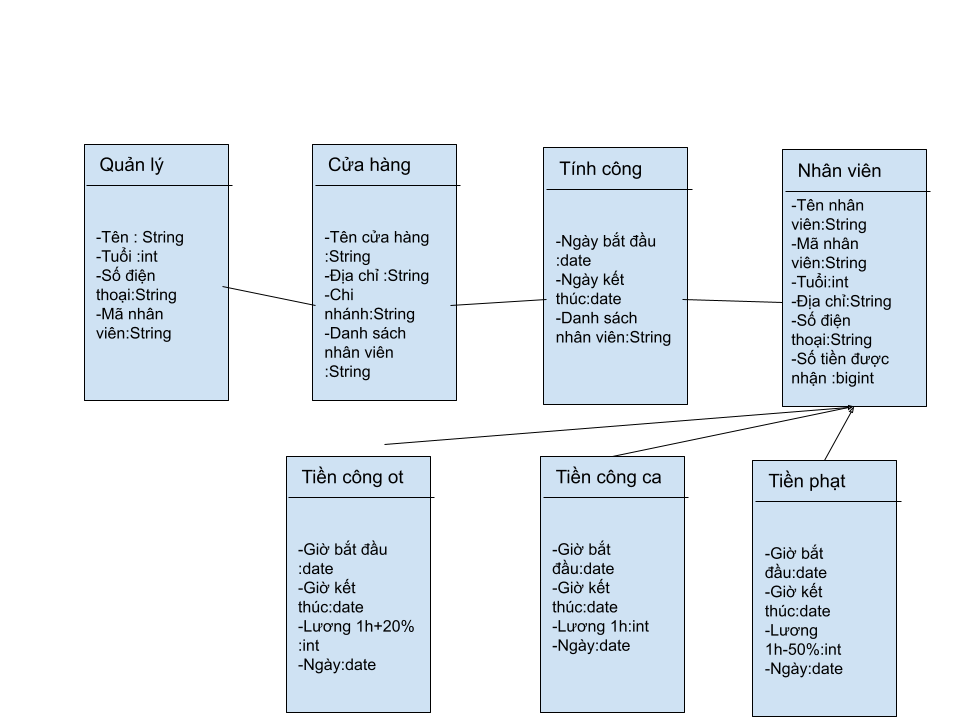 Quản lý
-Tên : String
-Tuổi :int
-Số điện
thoại:String
-Mã nhân
viên:String
Cửa hàng
-Tên cửa hàng
:String
-Địa chỉ :String
-Chi
nhánh:String
-Danh sách
nhân viên
:String
Tính công
-Ngày bắt đầu
:date
-Ngày kết
thúc:date
-Danh sách
nhân viên:String
Nhân viên
-Tên nhân
viên:String
-Mã nhân
viên:String
-Tuổi:int
-Địa chỉ:String
-Số điện
thoại:String
-Số tiền được
nhận :bigint
Tiền công ot
-Giờ bắt đầu
:date
-Giờ kết
thúc:date
-Lương 1h+20%
:int
-Ngày:date
Tiền công ca
-Giờ bắt
đầu:date
-Giờ kết
thúc:date
-Lương 1h:int
-Ngày:date
Tiền phạt
-Giờ bắt
đầu:date
-Giờ kết
thúc:date
-Lương
1h-50%:int
-Ngày:date